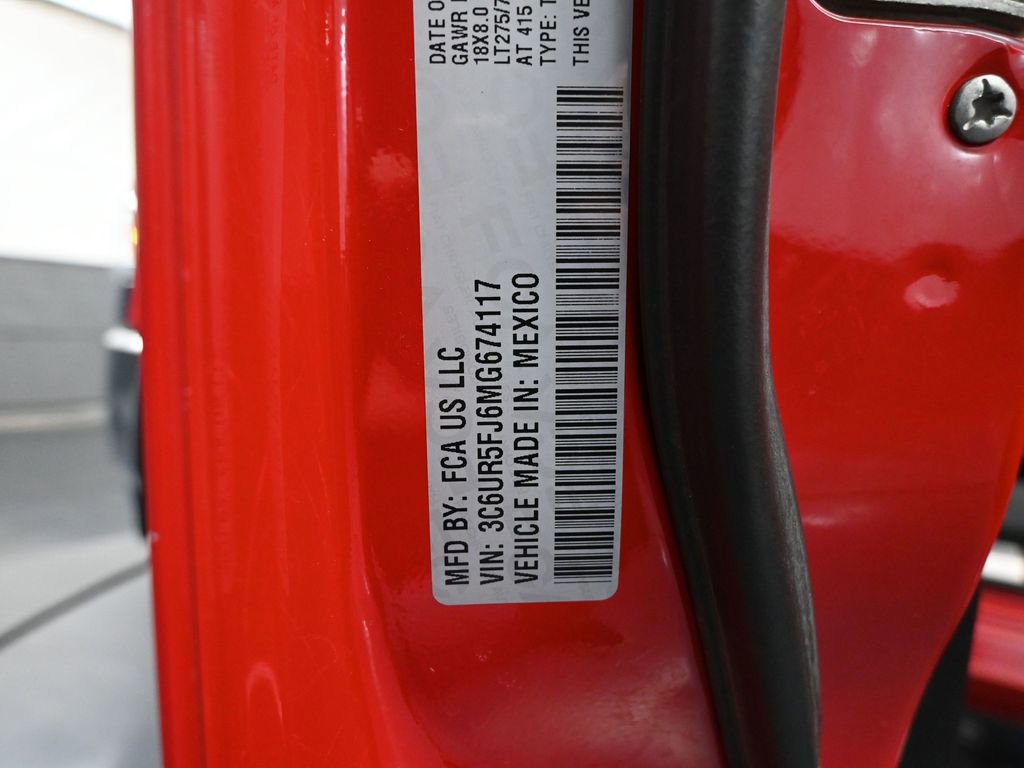 MFD BY: FCA US LLC
VIN: 3C6UR5FJ6MG674117
VEHICLE MADE IN: MEXICO
DATE O
GAWR
18X8.0
LT275/7
AT 415
TYPE: T
THIS VE